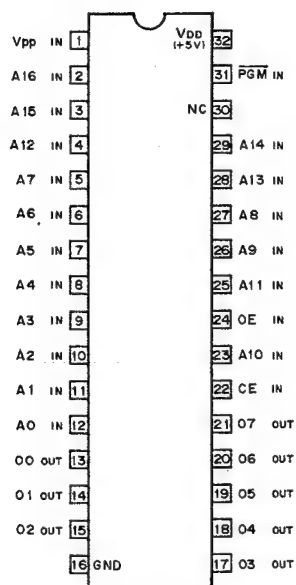 Vpp IN 1
A16 IN 2
A15 IN 3
A12 IN 4
A7 IN 5
A6 IN 6
A5 IN 7
A4 IN 8
A3 IN 9
A2 IN 10
A1 IN 11
A0 IN 12
O0 OUT 13
O1 OUT 14
O2 OUT 15
16 GND
VDD 32
(+5V)
31 PGM IN
NC 30
29 A14 IN
28 A13 IN
27 A8 IN
26 A9 IN
25 A11 IN
24 OE IN
23 A10 IN
22 CE IN
21 O7 OUT
20 O6 OUT
19 O5 OUT
18 O4 OUT
17 O3 OUT